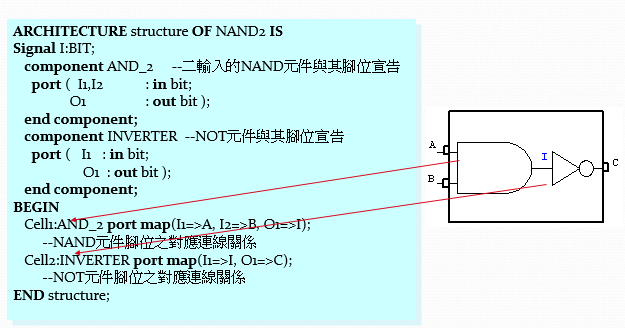 ARCHITECTURE structure OF NAND2 IS
Signal I:BIT;
component AND_2 --二輸入的NAND元件與其腳位宣告
port ( I1,I2 : in bit;
O1 : out bit );
end component;
component INVERTER --NOT元件與其腳位宣告
port ( I1 : in bit;
O1 : out bit );
end component;
BEGIN
Cell1:AND_2 port map(I1=>A, I2=>B, O1=>I);
--NAND元件腳位之對應連線關係
Cell2:INVERTER port map(I1=>I, O1=>C);
--NOT元件腳位之對應連線關係
END structure;
A
B
I
C